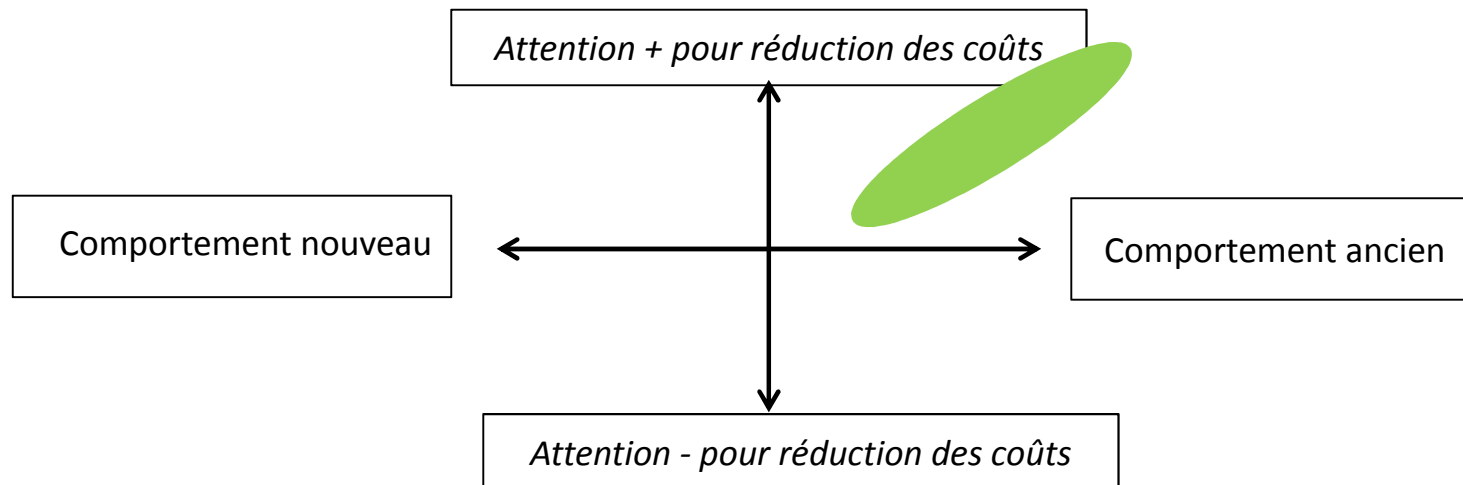 Attention + pour réduction des coûts
Comportement nouveau
Comportement ancien
Attention - pour réduction des coûts